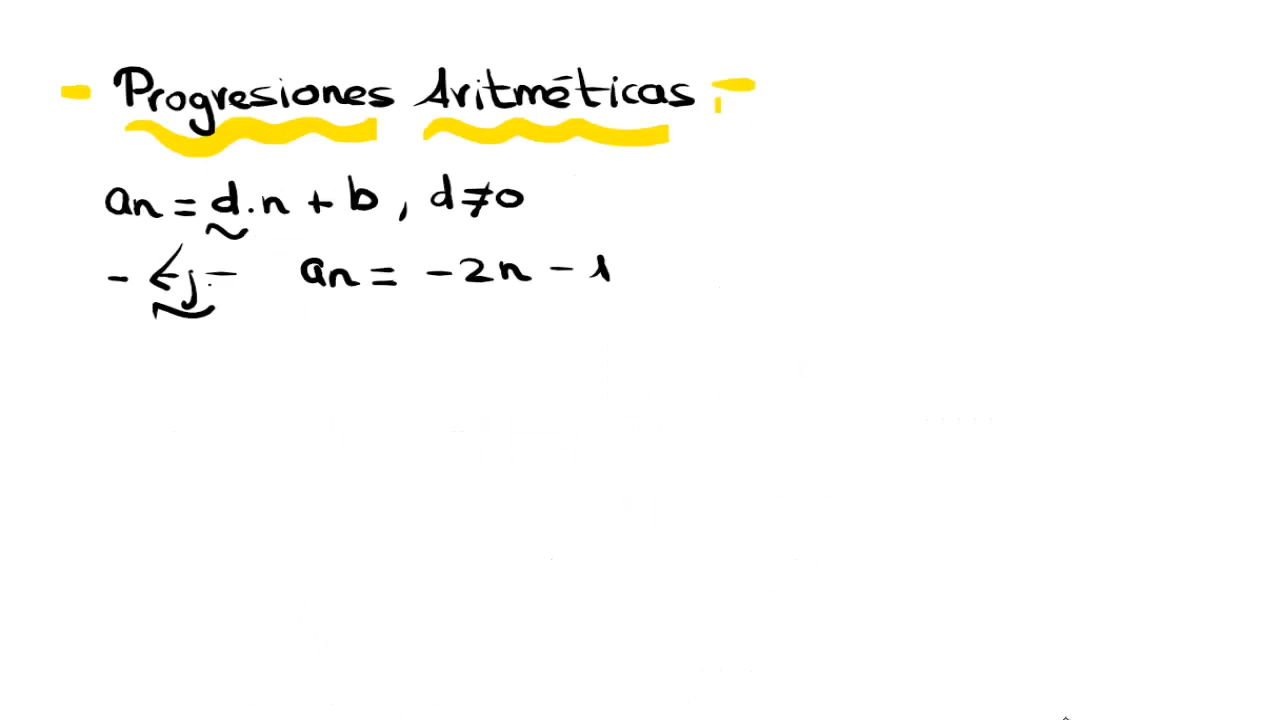 - Progresiones Aritméticas -
an = d.n + b , d≠0
- Ej.- an = -2n - 1